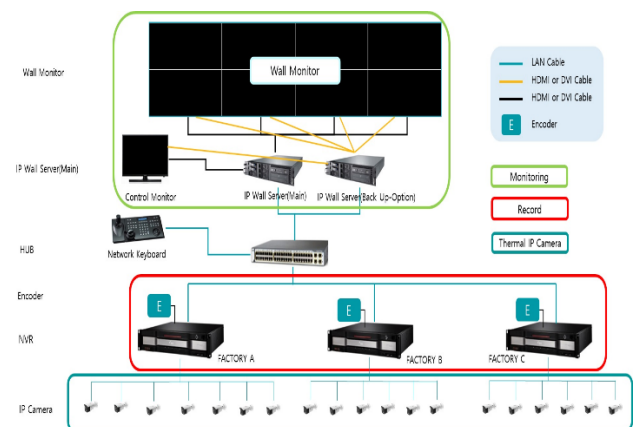 Wall Monitor
Wall Monitor
LAN Cable
HDMI or DVI Cable
HDMI or DVI Cable
E
Encoder
IP Wall Server(Main)
Control Monitor
IP Wall Server(Main)
IP Wall Server(Back Up-Option)
Monitoring
Record
Thermal IP Camera
Network Keyboard
HUB
Encoder
E
E
E
NVR
FACTORY A
FACTORY B
FACTORY C
IP Camera